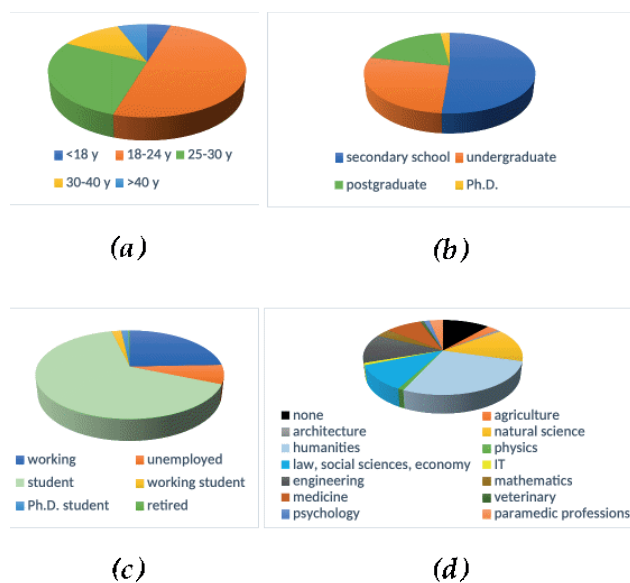 <18 y 18-24 y 25-30 y
30-40 y >40 y
(a)
secondary school undergraduate
postgraduate Ph.D.
(b)
working unemployed
student working student
Ph.D. student retired
(c)
none agriculture
architecture natural science
humanities physics
law, social sciences, economy IT
engineering mathematics
medicine veterinary
psychology paramedic professions
(d)